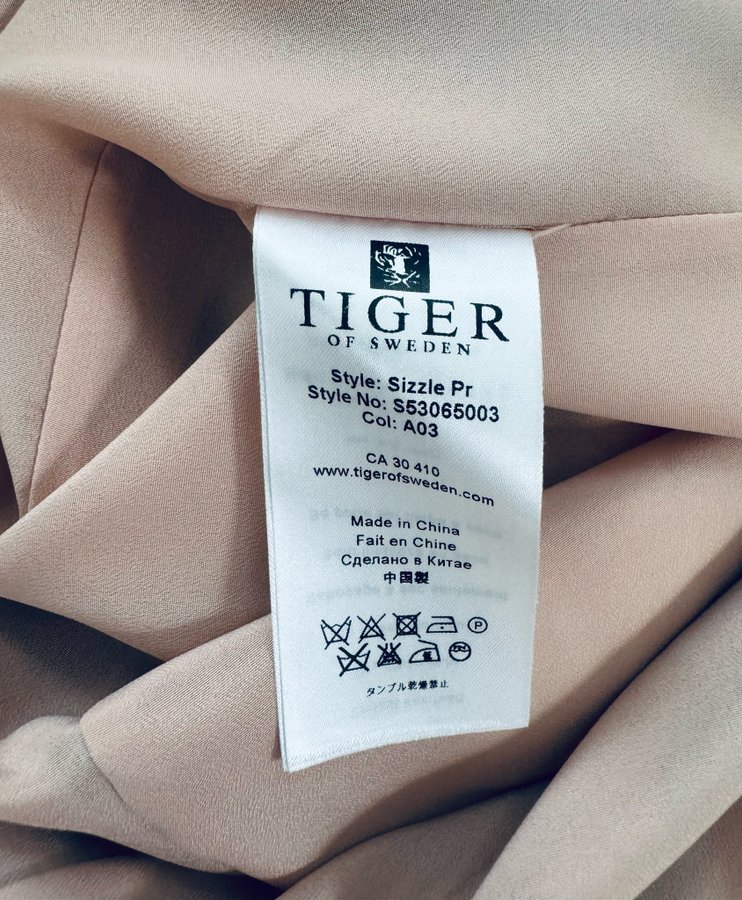 TIGER
OF SWEDEN
Style: Sizzle Pr
Style No: S53065003
Col: A03
CA 30 410
www.tigerofsweden.com
Made in China
Fait en Chine
Сделано в Китае
中国製
P
タンブル乾燥禁止